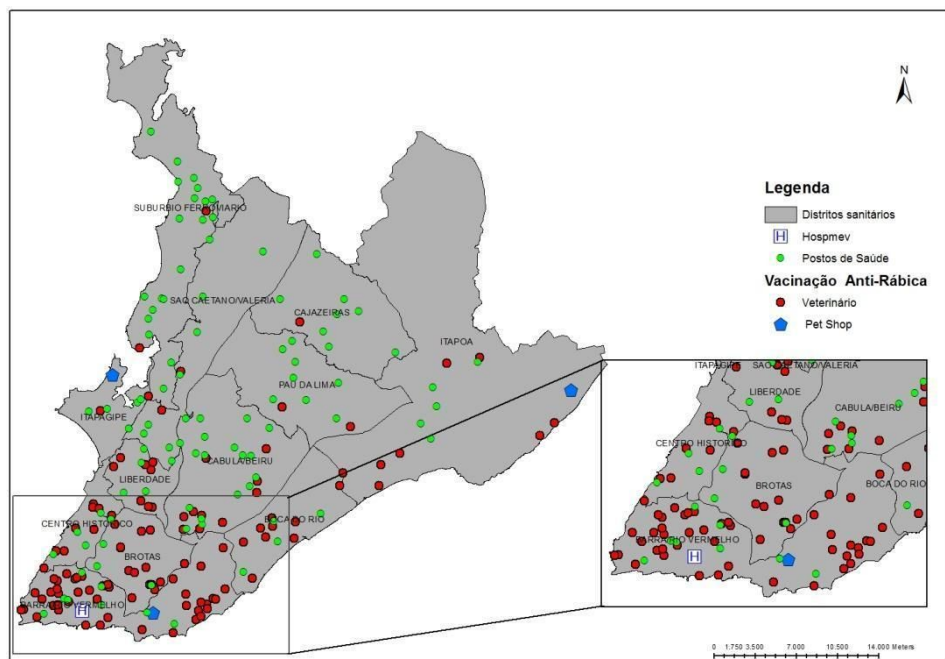 N
Legenda
Distritos sanitários
H Hospmev
Postos de Saúde
Vacinação Anti-Rábica
Veterinário
Pet Shop
SUBURBIO FERROVIARIO
SAO CAETANO/VALERIA
CAJAZEIRAS
ITAPOA
PAU DA LIMA
ITAPAGIPE
CABULA/BEIRU
LIBERDADE
CENTRO HISTORICO
BOCA DO RIO
BROTAS
BARRA/RIO VERMELHO
H
ITAPAGIPE
SAO CAETANO/VALERIA
LIBERDADE
CABULA/BEIRU
CENTRO HISTORICO
BROTAS
BOCA DO RIO
BARRA/RIO VERMELHO
H
0 1.750 3.500 7.000 10.500 14.000 Meters